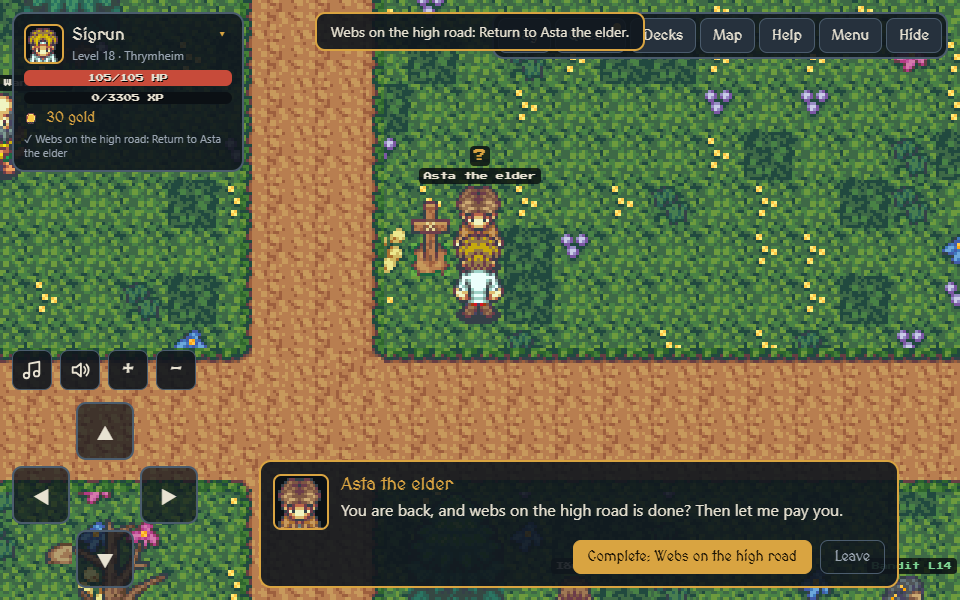 Sigrun
Level 18 · Thrymheim
105/105 HP
0/3305 XP
30 gold
✓ Webs on the high road: Return to Asta
the elder
Webs on the high road: Return to Asta the elder.
Decks
Map
Help
Menu
Hide
?
Asta the elder
Asta the elder
You are back, and webs on the high road is done? Then let me pay you.
Complete: Webs on the high road
Leave
L14